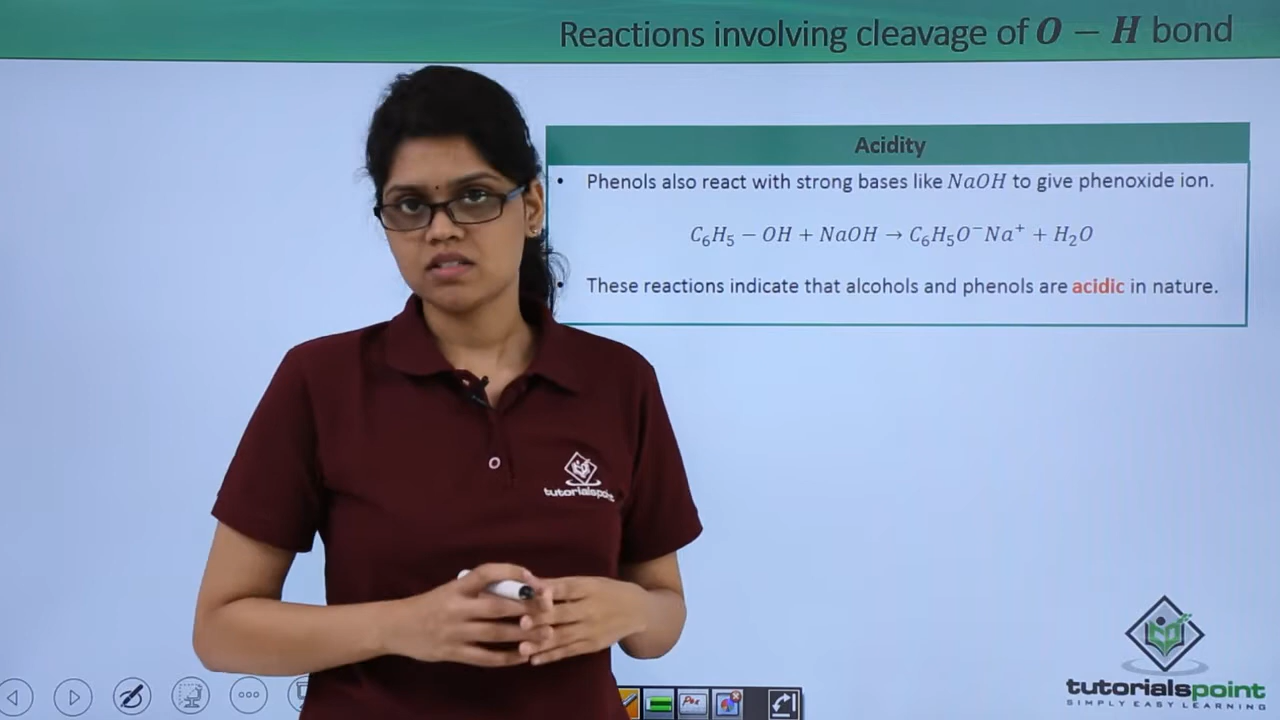 Reactions involving cleavage of O − H bond
Acidity
• Phenols also react with strong bases like NaOH to give phenoxide ion.
C₆H₅ − OH + NaOH → C₆H₅O⁻Na⁺ + H₂O
• These reactions indicate that alcohols and phenols are acidic in nature.
tutorialspoint
tutorialspoint
SIMPLY EASY LEARNING